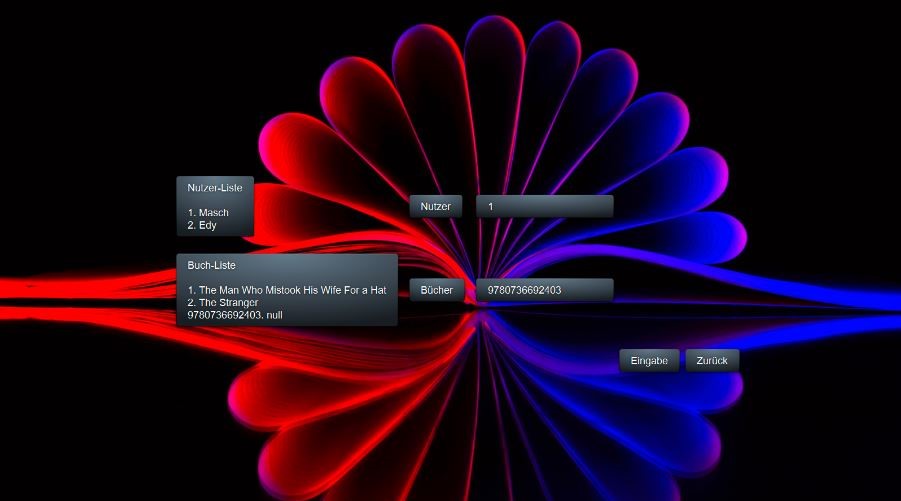 Nutzer-Liste
1. Masch
2. Edy
Nutzer
1
Buch-Liste
1. The Man Who Mistook His Wife For a Hat
2. The Stranger
9780736692403. null
Bücher
9780736692403
Eingabe
Zurück